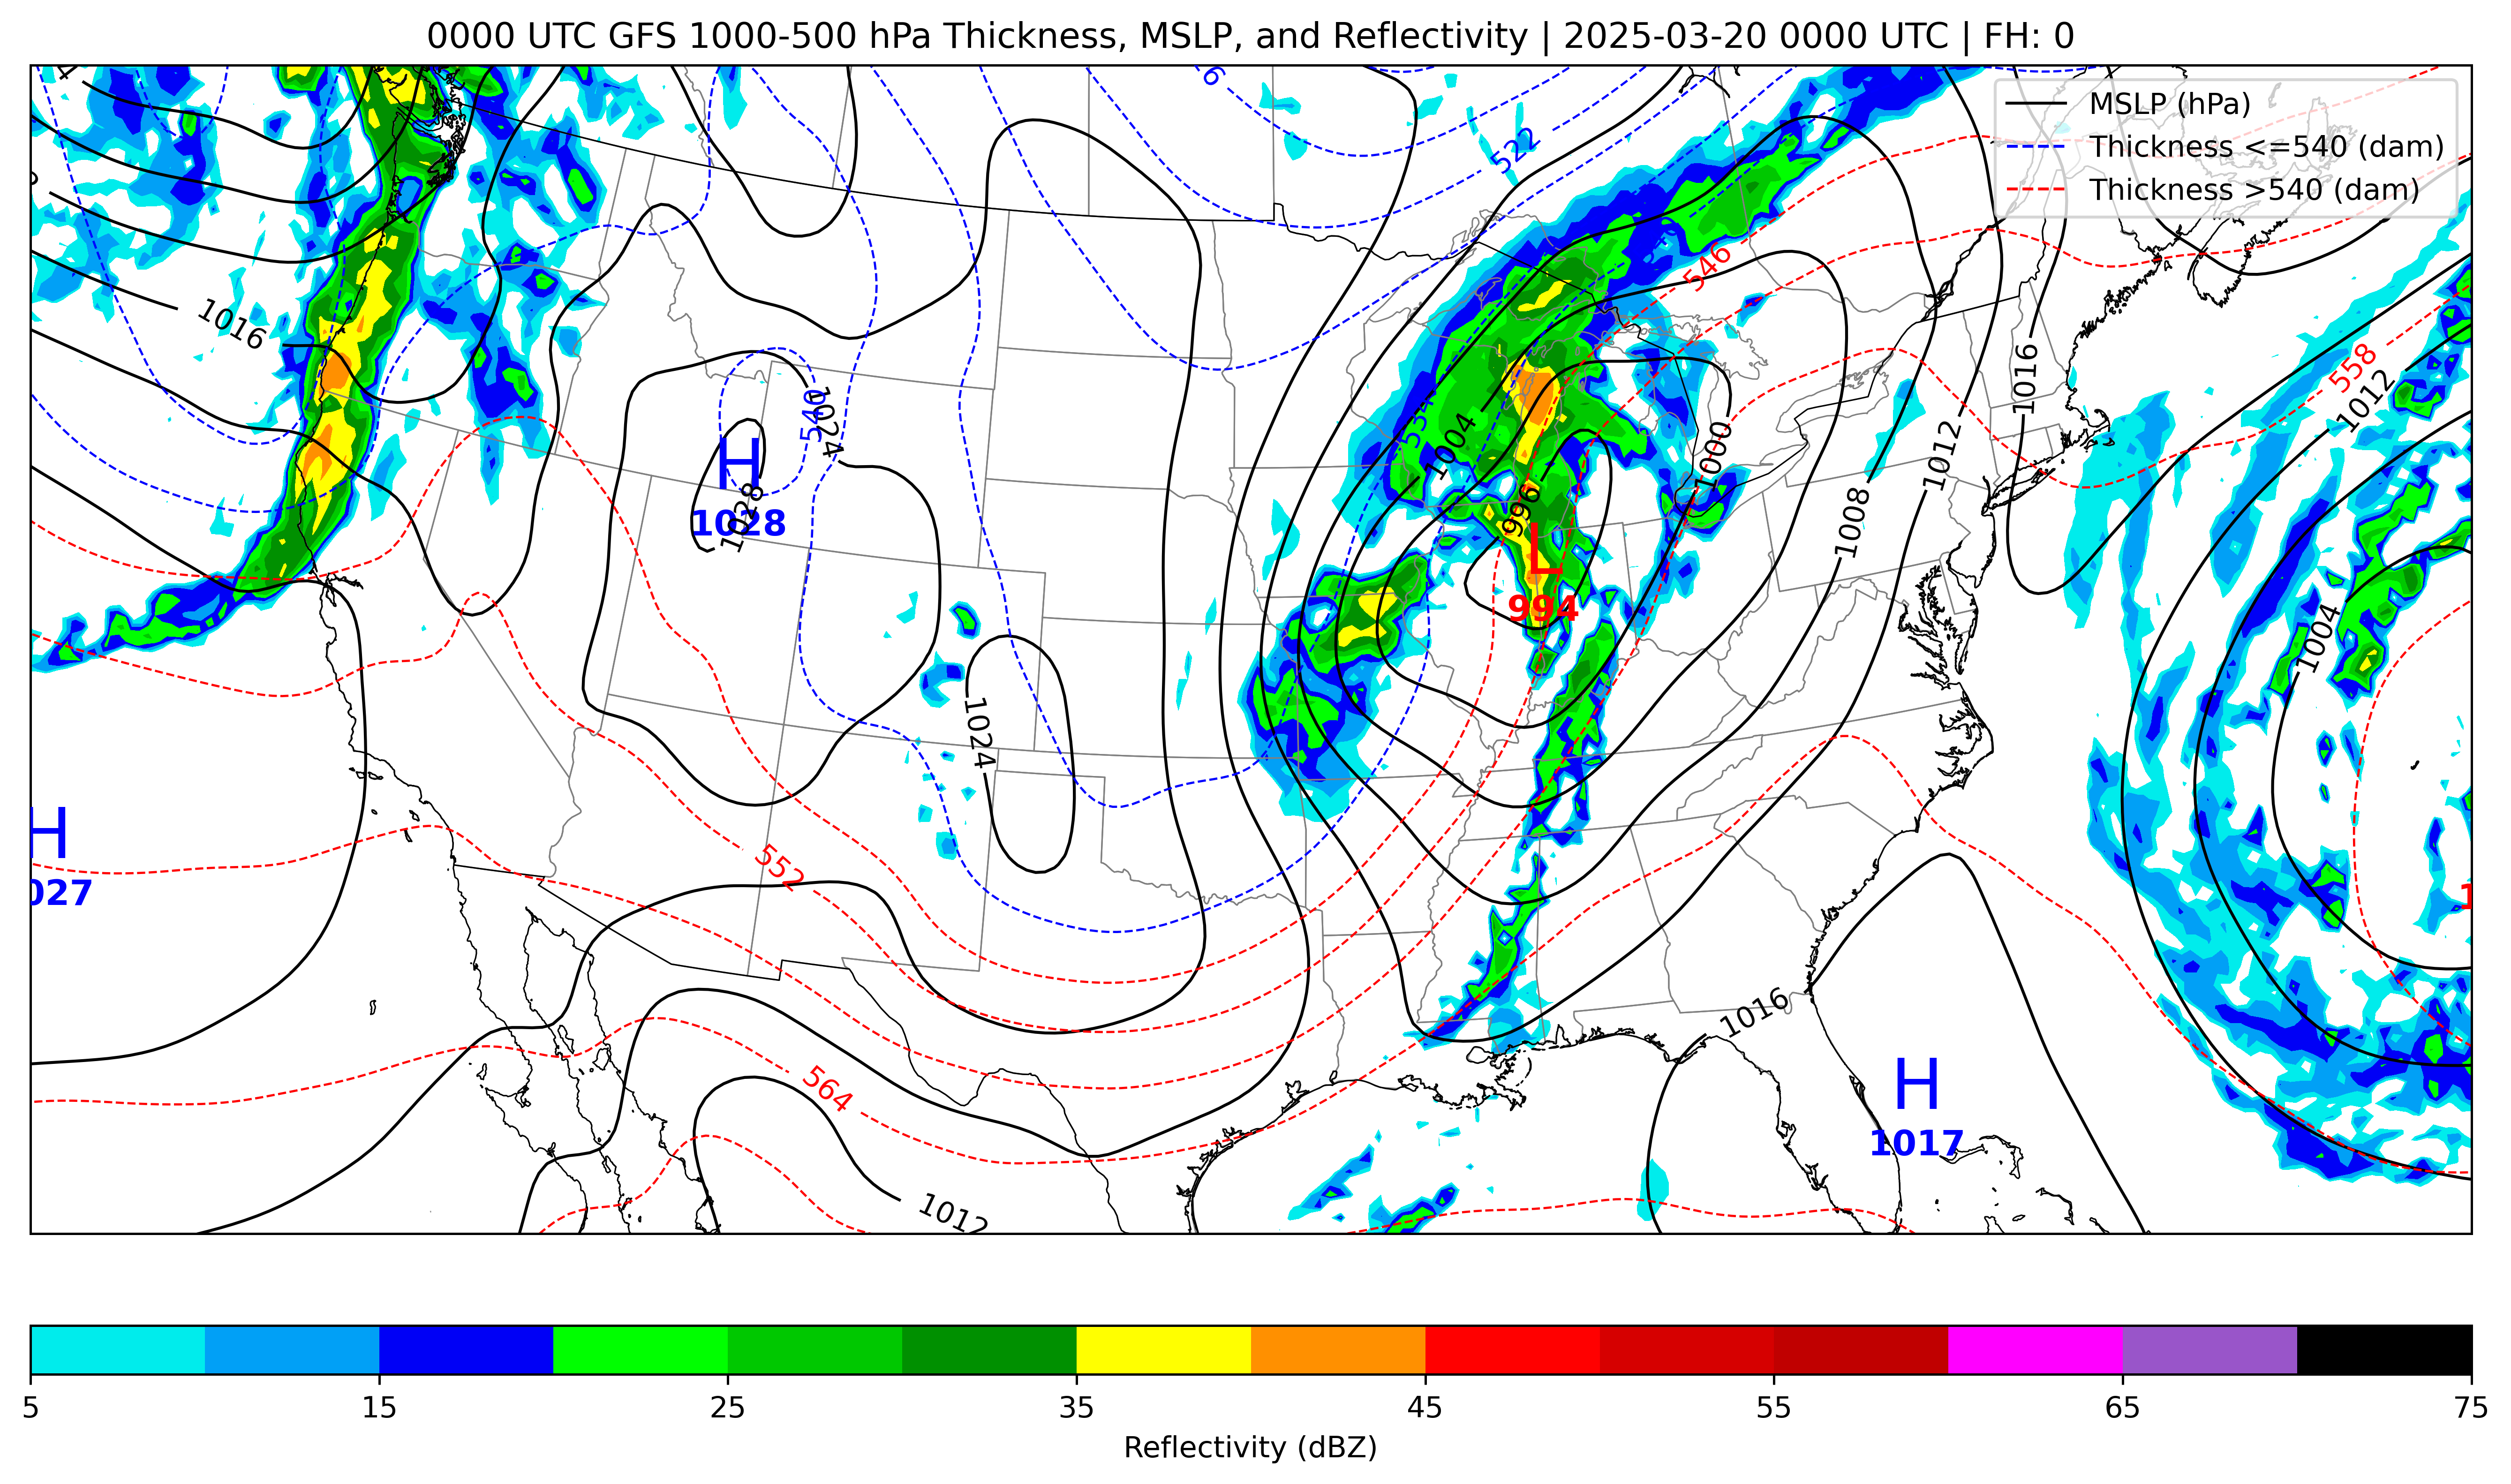 0000 UTC GFS 1000-500 hPa Thickness, MSLP, and Reflectivity | 2025-03-20 0000 UTC | FH: 0
MSLP (hPa)
Thickness <=540 (dam)
Thickness >540 (dam)
522
546
1016
1016
558
1012
540
1024
534
1004
1000
1012
H
1028
1028
996
1008
L
994
1004
1024
H
027
552
1016
564
H
1017
1012
5 15 25 35 45 55 65 75
Reflectivity (dBZ)